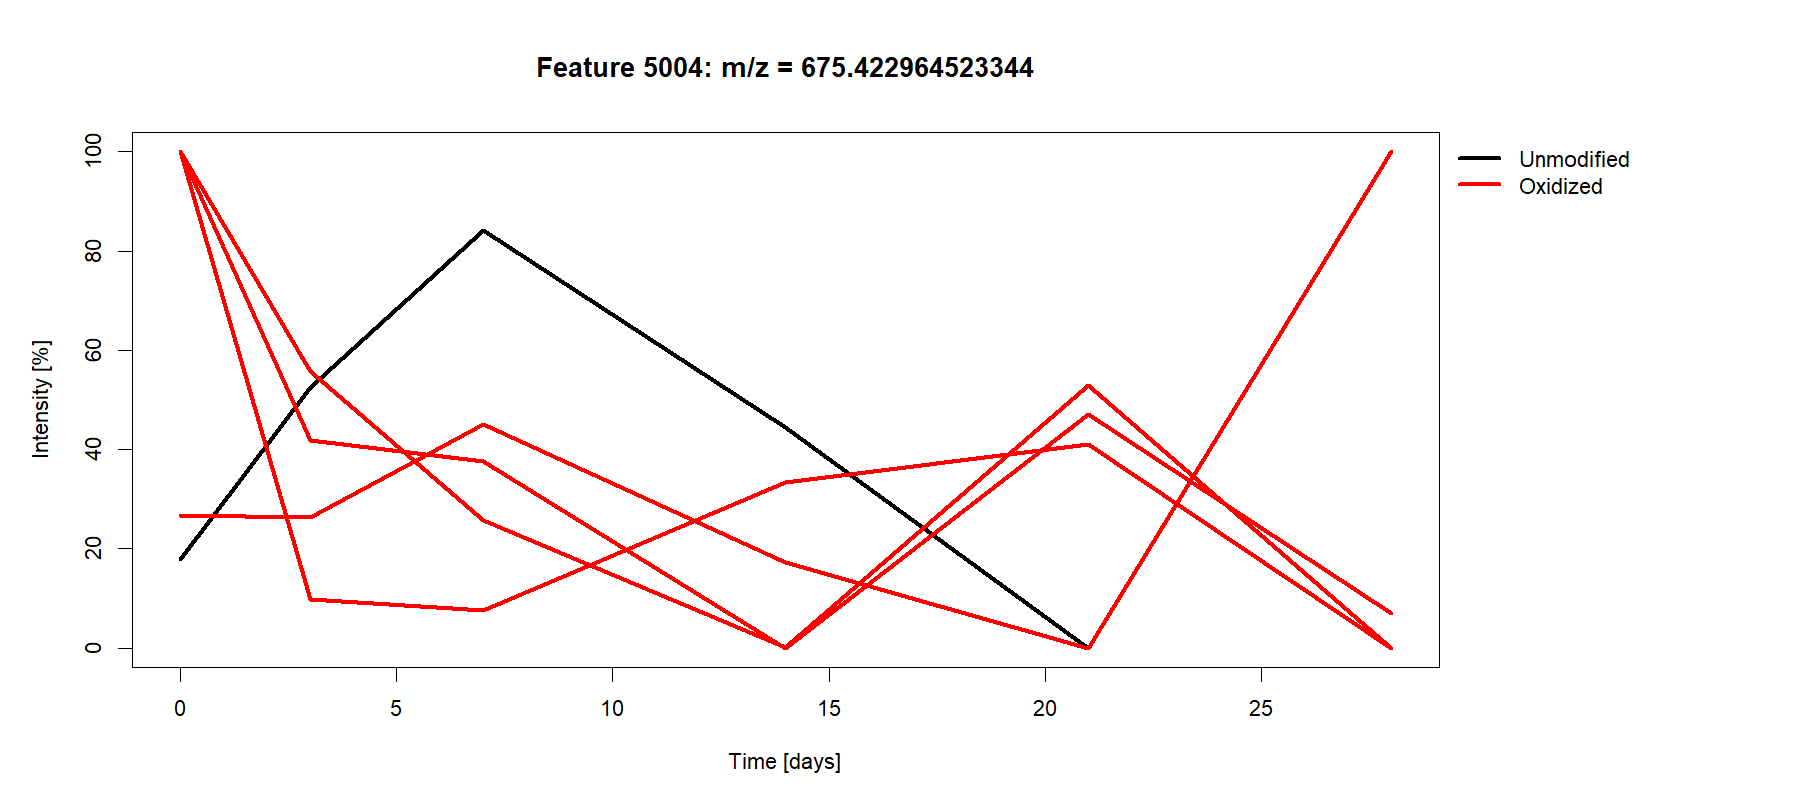 Feature 5004: m/z = 675.422964523344
Unmodified
Oxidized
100
80
60
40
20
0
Intensity [%]
0 5 10 15 20 25
Time [days]